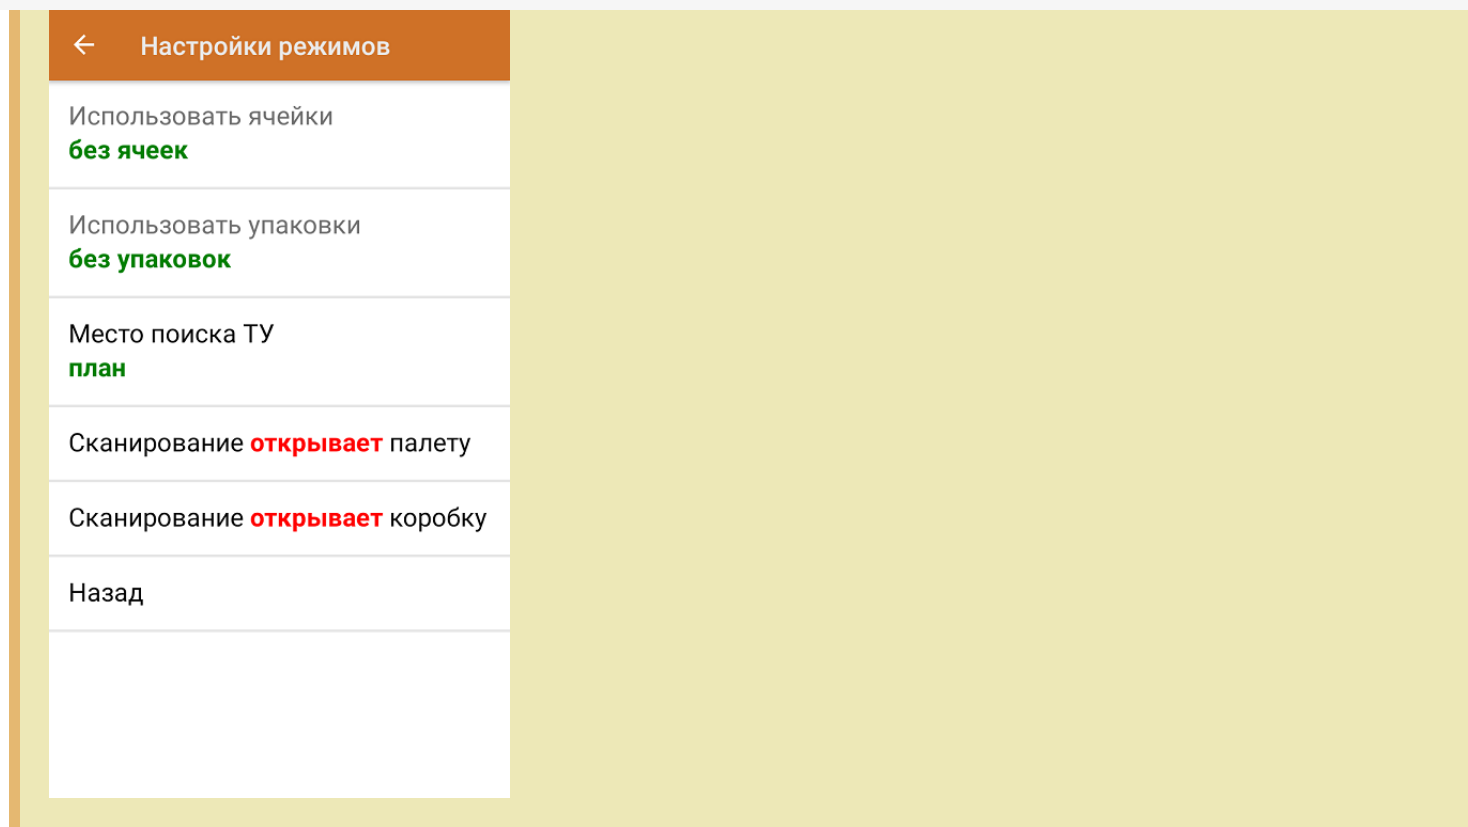 Настройки режимов
Использовать ячейки
без ячеек
Использовать упаковки
без упаковок
Место поиска ТУ
план
Сканирование открывает палету
Сканирование открывает коробку
Назад